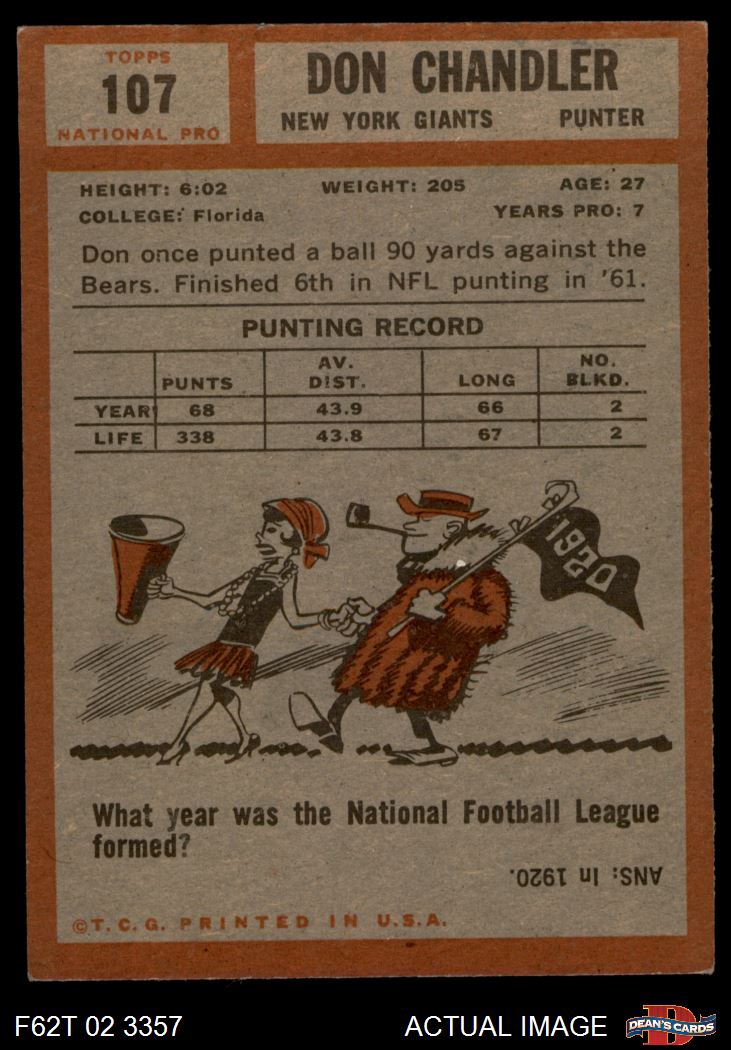 TOPPS
107
NATIONAL PRO
DON CHANDLER
NEW YORK GIANTS PUNTER
HEIGHT: 6:02 WEIGHT: 205 AGE: 27
COLLEGE: Florida YEARS PRO: 7
Don once punted a ball 90 yards against the
Bears. Finished 6th in NFL punting in '61.
PUNTING RECORD
PUNTS AV. DIST. LONG NO. BLKD.
YEAR 68 43.9 66 2
LIFE 338 43.8 67 2
1920
What year was the National Football League
formed?
ANS: In 1920.
©T.C.G. PRINTED IN U.S.A.
F62T 02 3357 ACTUAL IMAGE D DEAN'S CARDS